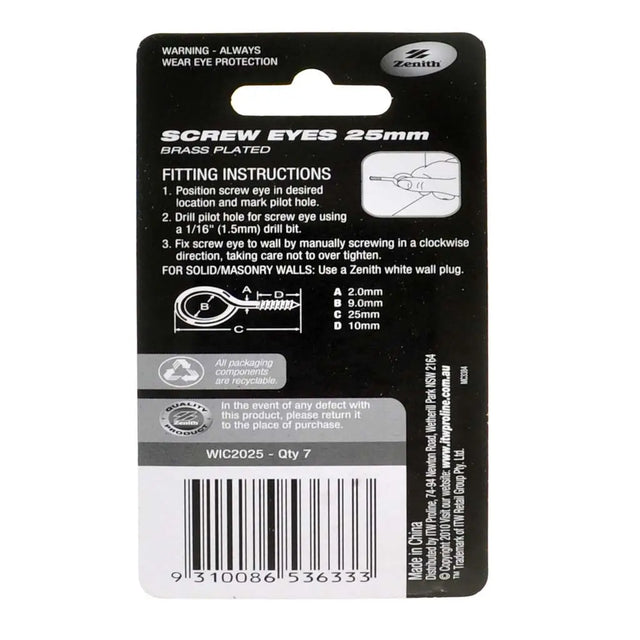 WARNING - ALWAYS
WEAR EYE PROTECTION
Z
Zenith
SCREW EYES 25mm
BRASS PLATED
FITTING INSTRUCTIONS
1. Position screw eye in desired
location and mark pilot hole.
2. Drill pilot hole for screw eye using
a 1/16" (1.5mm) drill bit.
3. Fix screw eye to wall by manually screwing in a clockwise
direction, taking care not to over tighten.
FOR SOLID/MASONRY WALLS: Use a Zenith white wall plug.
A
B
C
D
A 2.0mm
B 9.0mm
C 25mm
D 10mm
All packaging
components
are recyclable.
QUALITY
Zenith
PRODUCT
In the event of any defect with
this product, please return it
to the place of purchase.
WIC2025 - Qty 7
9 310086 536333
Made in China
Distributed by ITW Proline, 74-94 Newton Road, Wetherill Park NSW 2164
Copyright 2010 Visit our website: www.itwproline.com.au
™ Trademark of ITW Retail Group Pty. Ltd.